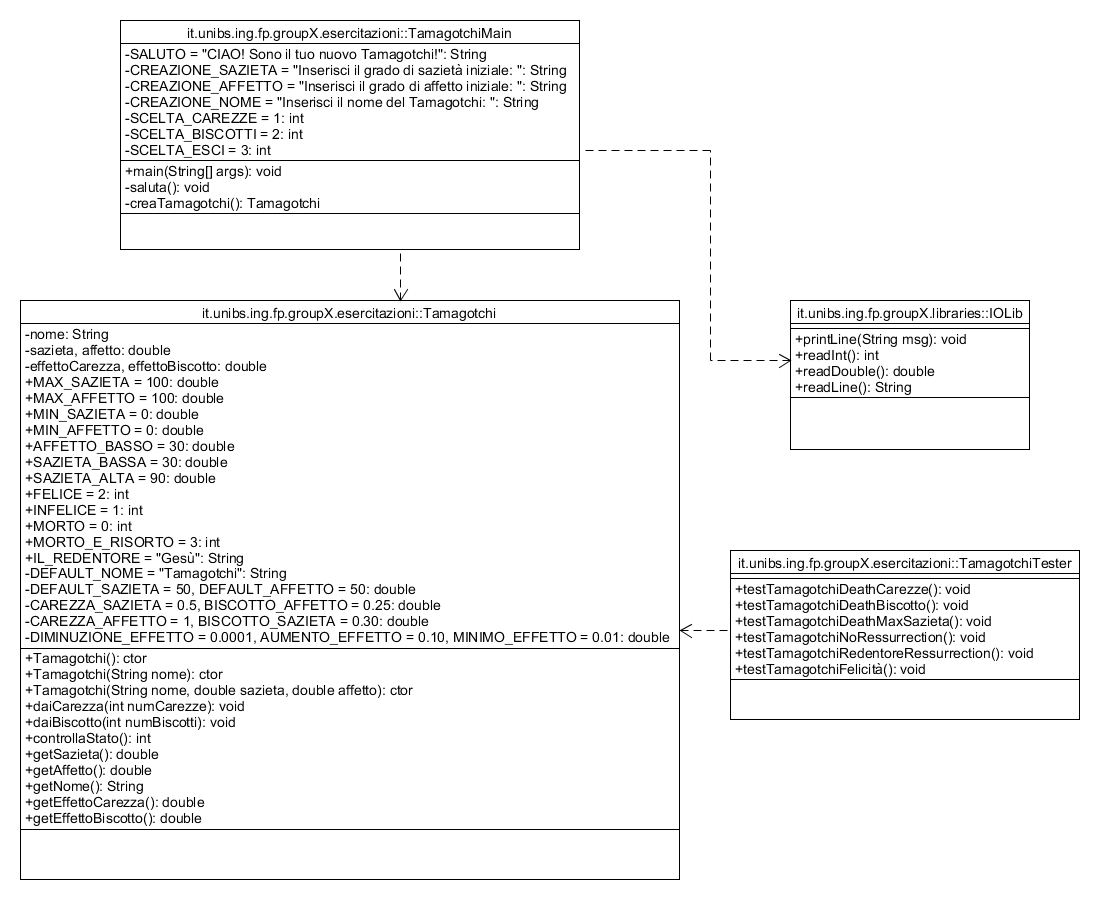 it.unibs.ing.fp.groupX.esercitazioni::TamagotchiMain
-SALUTO = "CIAO! Sono il tuo nuovo Tamagotchi!": String
-CREAZIONE_SAZIETA = "Inserisci il grado di sazietà iniziale: ": String
-CREAZIONE_AFFETTO = "Inserisci il grado di affetto iniziale: ": String
-CREAZIONE_NOME = "Inserisci il nome del Tamagotchi: ": String
-SCELTA_CAREZZE = 1: int
-SCELTA_BISCOTTI = 2: int
-SCELTA_ESCI = 3: int
+main(String[] args): void
-saluta(): void
-creaTamagotchi(): Tamagotchi
it.unibs.ing.fp.groupX.esercitazioni::Tamagotchi
-nome: String
-sazieta, affetto: double
-effettoCarezza, effettoBiscotto: double
+MAX_SAZIETA = 100: double
+MAX_AFFETTO = 100: double
+MIN_SAZIETA = 0: double
+MIN_AFFETTO = 0: double
+AFFETTO_BASSO = 30: double
+SAZIETA_BASSA = 30: double
+SAZIETA_ALTA = 90: double
+FELICE = 2: int
+INFELICE = 1: int
+MORTO = 0: int
+MORTO_E_RISORTO = 3: int
+IL_REDENTORE = "Gesù": String
-DEFAULT_NOME = "Tamagotchi": String
-DEFAULT_SAZIETA = 50, DEFAULT_AFFETTO = 50: double
-CAREZZA_SAZIETA = 0.5, BISCOTTO_AFFETTO = 0.25: double
-CAREZZA_AFFETTO = 1, BISCOTTO_SAZIETA = 0.30: double
-DIMINUZIONE_EFFETTO = 0.0001, AUMENTO_EFFETTO = 0.10, MINIMO_EFFETTO = 0.01: double
+Tamagotchi(): ctor
+Tamagotchi(String nome): ctor
+Tamagotchi(String nome, double sazieta, double affetto): ctor
+daiCarezza(int numCarezze): void
+daiBiscotto(int numBiscotti): void
+controllaStato(): int
+getSazieta(): double
+getAffetto(): double
+getNome(): String
+getEffettoCarezza(): double
+getEffettoBiscotto(): double
it.unibs.ing.fp.groupX.libraries::IOLib
+printLine(String msg): void
+readInt(): int
+readDouble(): double
+readLine(): String
it.unibs.ing.fp.groupX.esercitazioni::TamagotchiTester
+testTamagotchiDeathCarezze(): void
+testTamagotchiDeathBiscotto(): void
+testTamagotchiDeathMaxSazieta(): void
+testTamagotchiNoRessurrection(): void
+testTamagotchiRedentoreRessurrection(): void
+testTamagotchiFelicità(): void